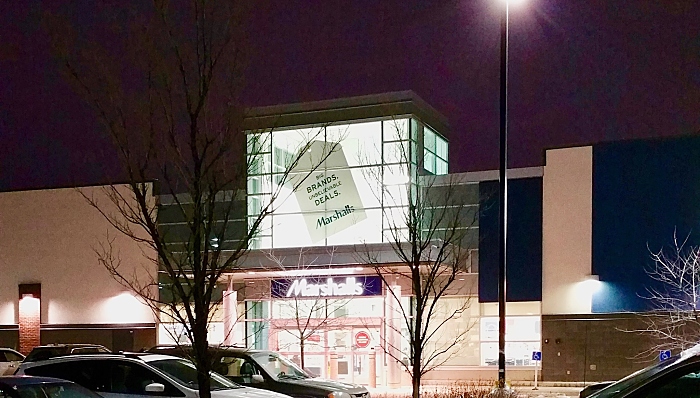 BIG
BRANDS.
UNBELIEVABLE
DEALS.
Marshalls
Marshalls